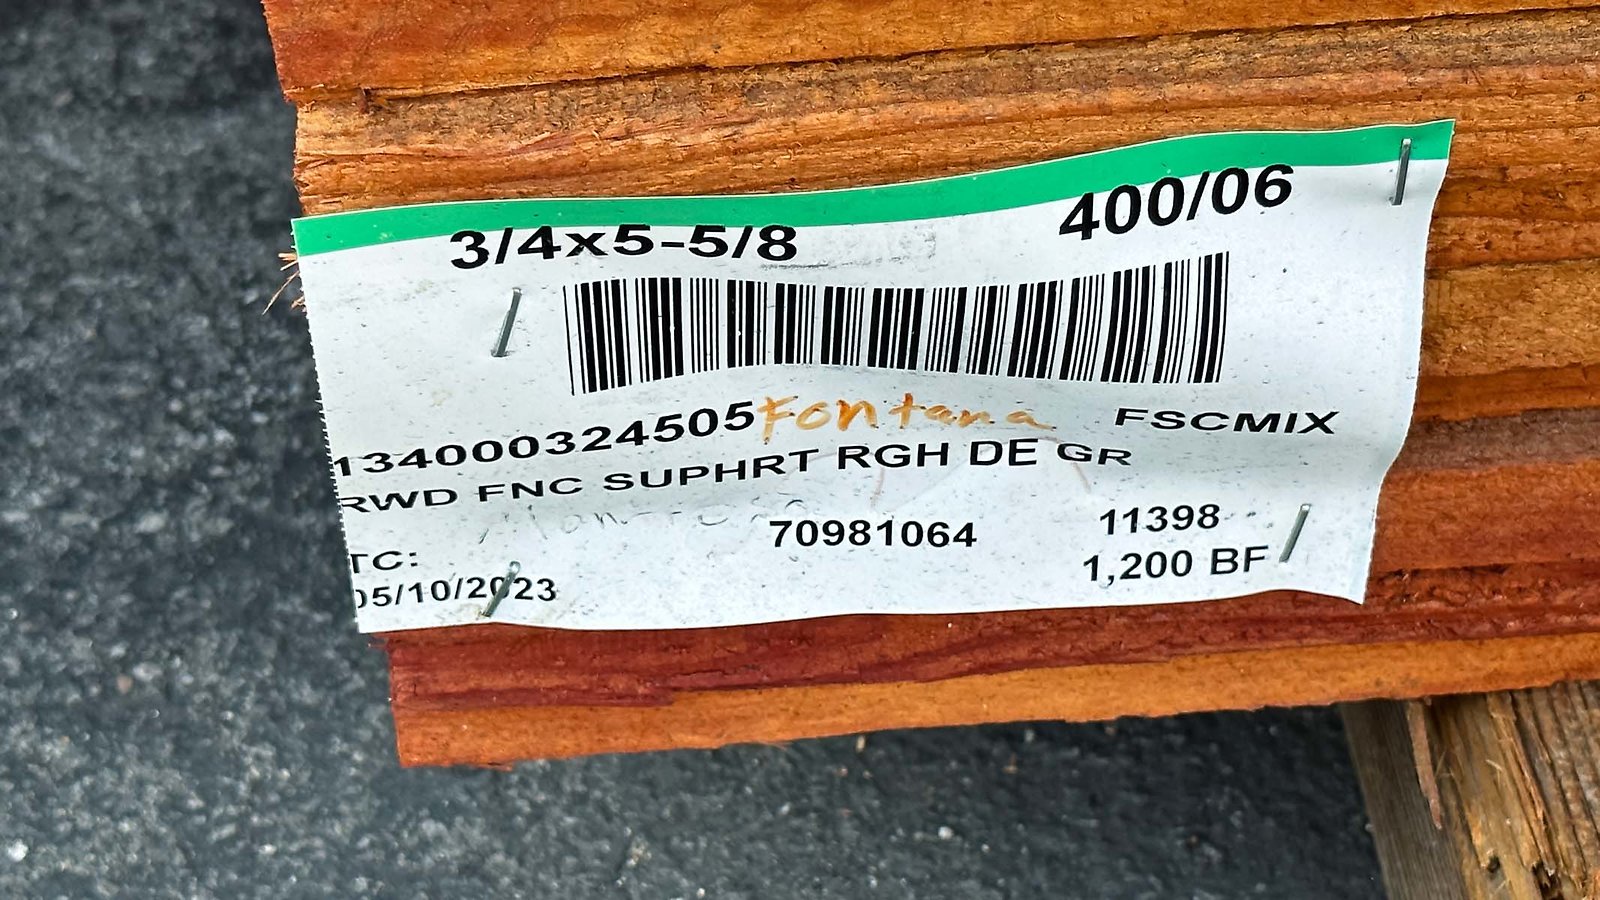 3/4x5-5/8 400/06
134000324505 Fontana FSCMIX
RWD FNC SUPHRT RGH DE GR
70981064 11398
TC: 1,200 BF
05/10/2023